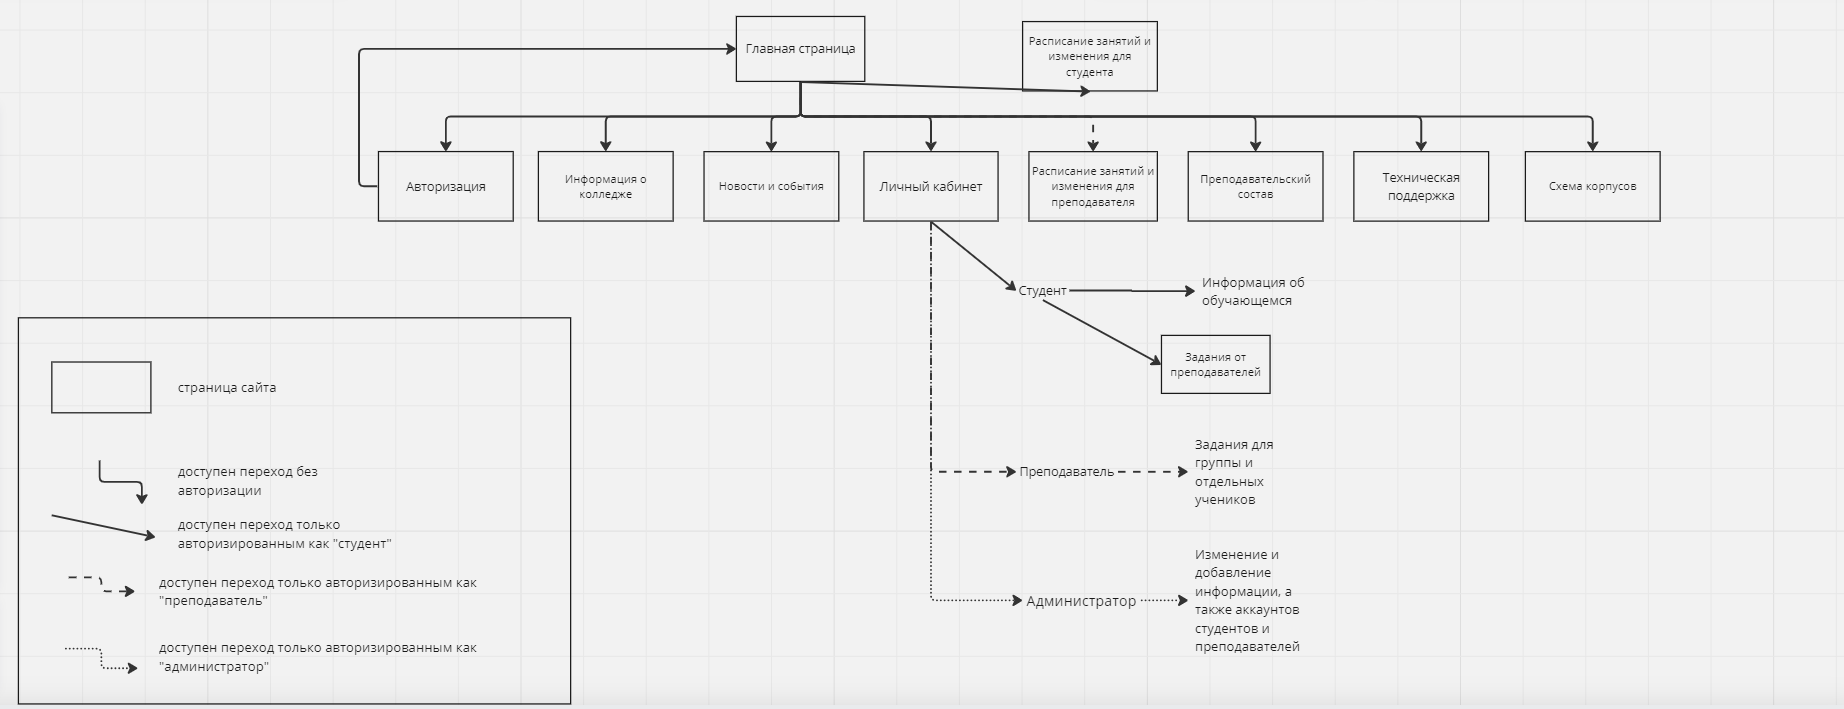 Главная страница
Расписание занятий и
изменения для
студента
Авторизация
Информация о
колледже
Новости и события
Личный кабинет
Расписание занятий и
изменения для
преподавателя
Преподавательский
состав
Техническая
поддержка
Схема корпусов
Студент
Информация об
обучающемся
Задания от
преподавателей
Преподаватель
Задания для
группы и
отдельных
учеников
Администратор
Изменение и
добавление
информации, а
также аккаунтов
студентов и
преподавателей
страница сайта
доступен переход без
авторизации
доступен переход только
авторизированным как "студент"
доступен переход только авторизированным как
"преподаватель"
доступен переход только авторизированным как
"администратор"